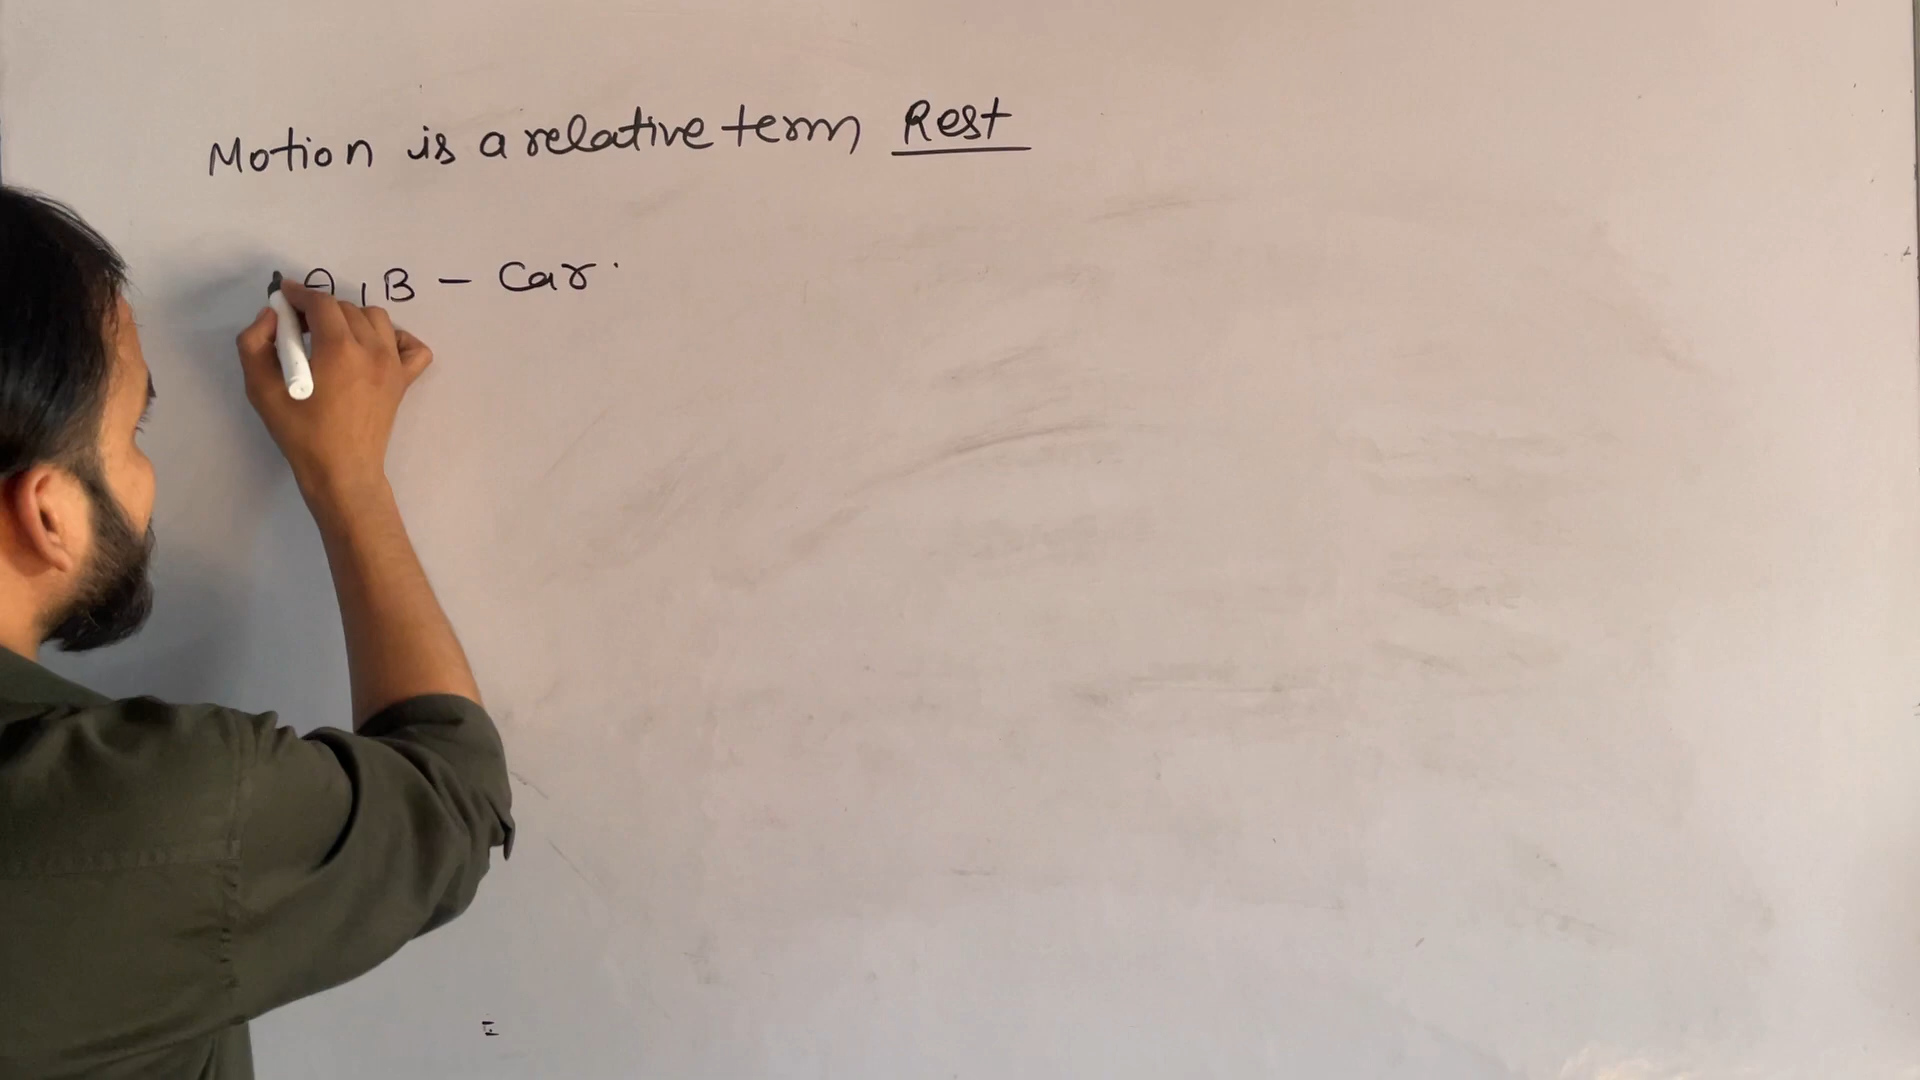 Motion is a relative term Rest
A, B - Car.